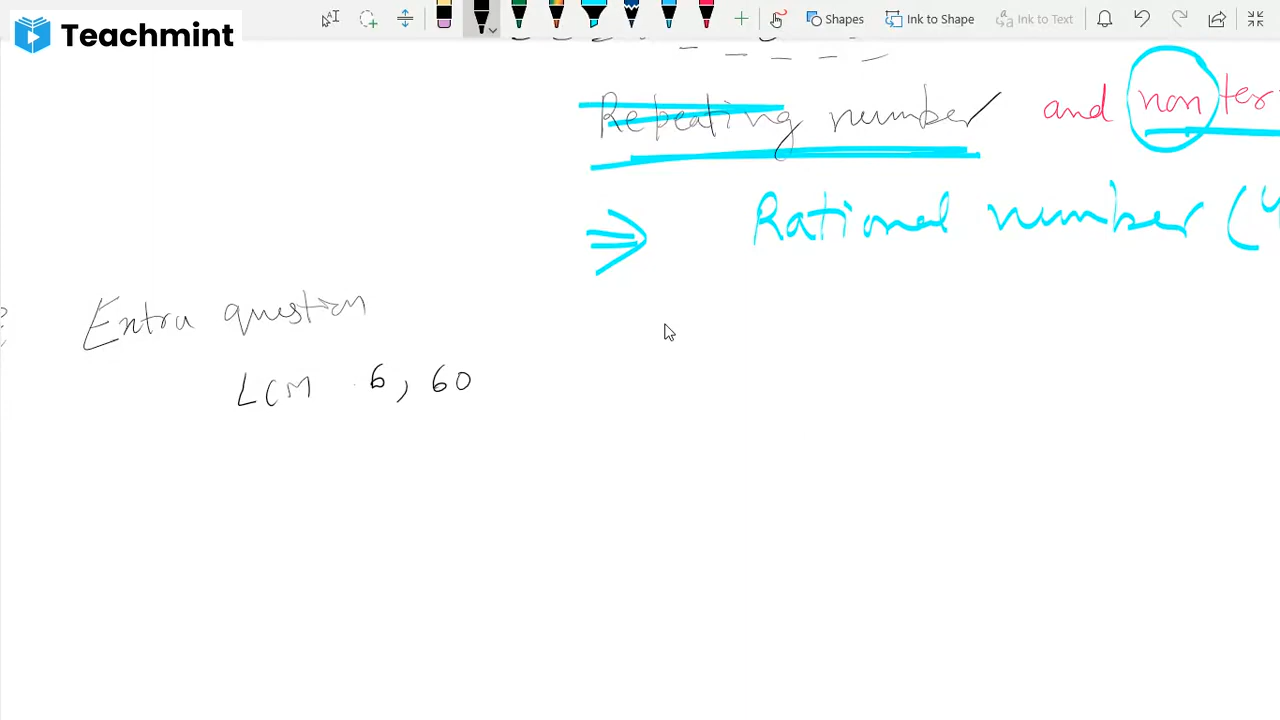 Teachmint
Shapes Ink to Shape Ink to Text
Repeating number and non ter
Rational number (
Extra question
LCM 6, 60